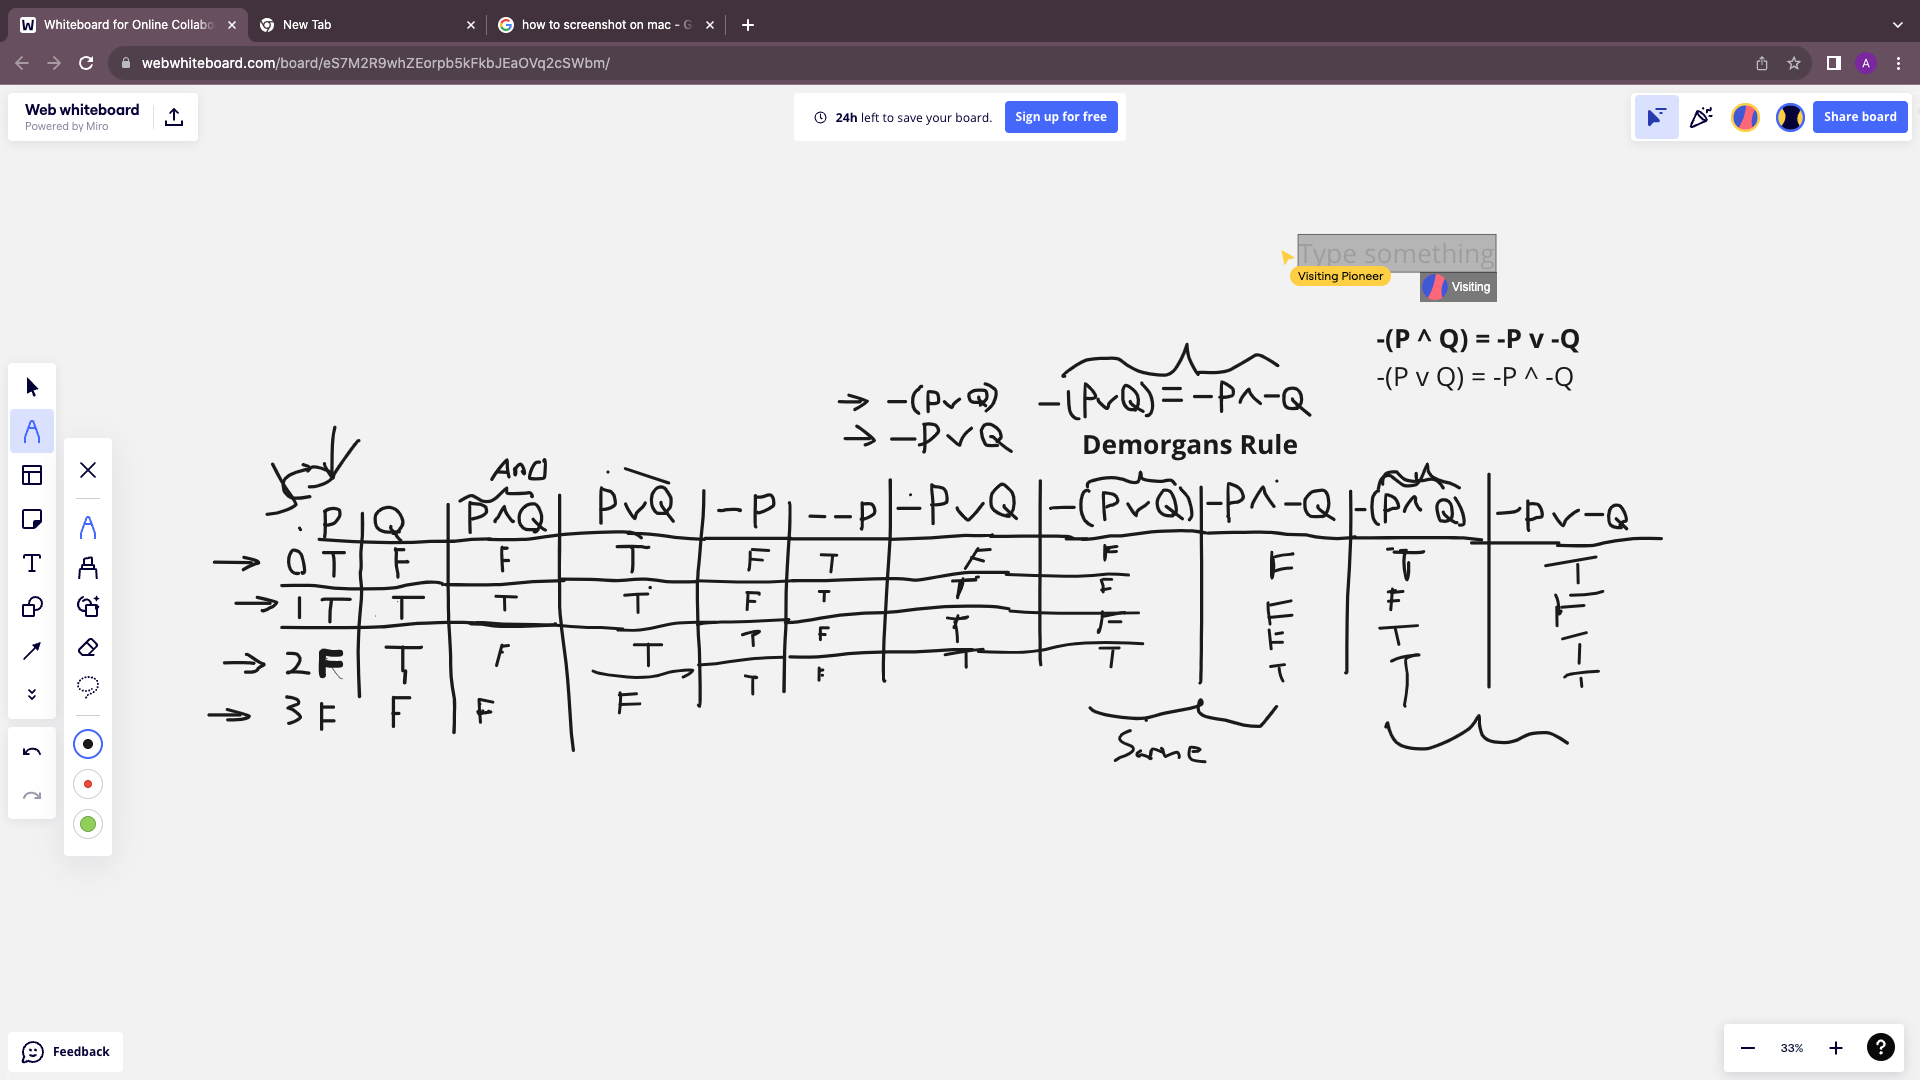 Whiteboard for Online Collabo
New Tab
how to screenshot on mac - G
webwhiteboard.com/board/eS7M2R9whZEorpb5kFkbJEaOVq2cSWbm/
A
Web whiteboard
Powered by Miro
24h left to save your board.
Sign up for free
Share board
Type something
Visiting Pioneer
Visiting
-(P ^ Q) = -P v -Q
-(P v Q) = -P ^ -Q
→ -(P∨Q) -(P∨Q) = -P∧-Q
→ -P∨Q
Demorgans Rule
And
P Q P∧Q P∨Q -P --P -P∨Q -(P∨Q) -P∧-Q -(P∧Q) -P∨-Q
→ 0 T F F T F T F F F T T
→ 1 T T T T F T T F F F F
→ 2 F T F T T F T F F T T
→ 3 F F F F T F T T T T T
Same
Feedback
33%
?